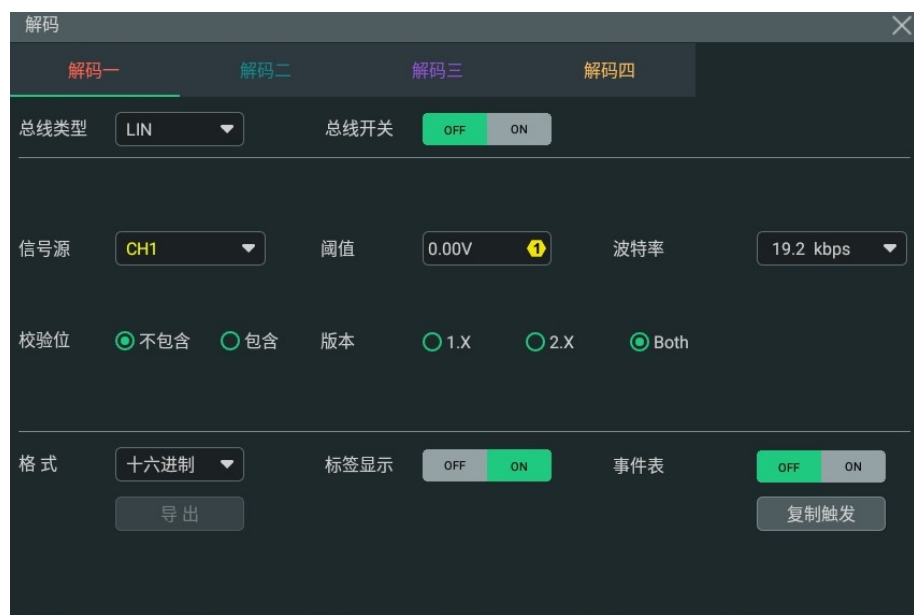 解码
解码一 解码二 解码三 解码四
总线类型 LIN 总线开关 OFF ON
信号源 CH1 阈值 0.00V 1 波特率 19.2 kbps
校验位 不包含 包含 版本 1.X 2.X Both
格式 十六进制 标签显示 OFF ON 事件表 OFF ON
导出 复制触发